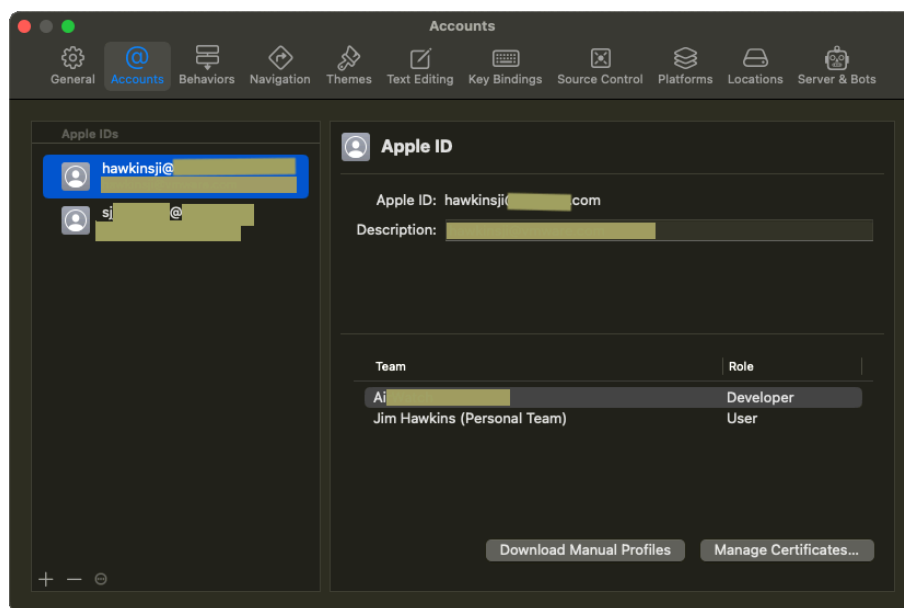 Accounts
General Accounts Behaviors Navigation Themes Text Editing Key Bindings Source Control Platforms Locations Server & Bots
Apple IDs
hawkinsji@
sj @
Apple ID
Apple ID: hawkinsji .com
Description:
Team Role
Ai Developer
Jim Hawkins (Personal Team) User
Download Manual Profiles Manage Certificates...